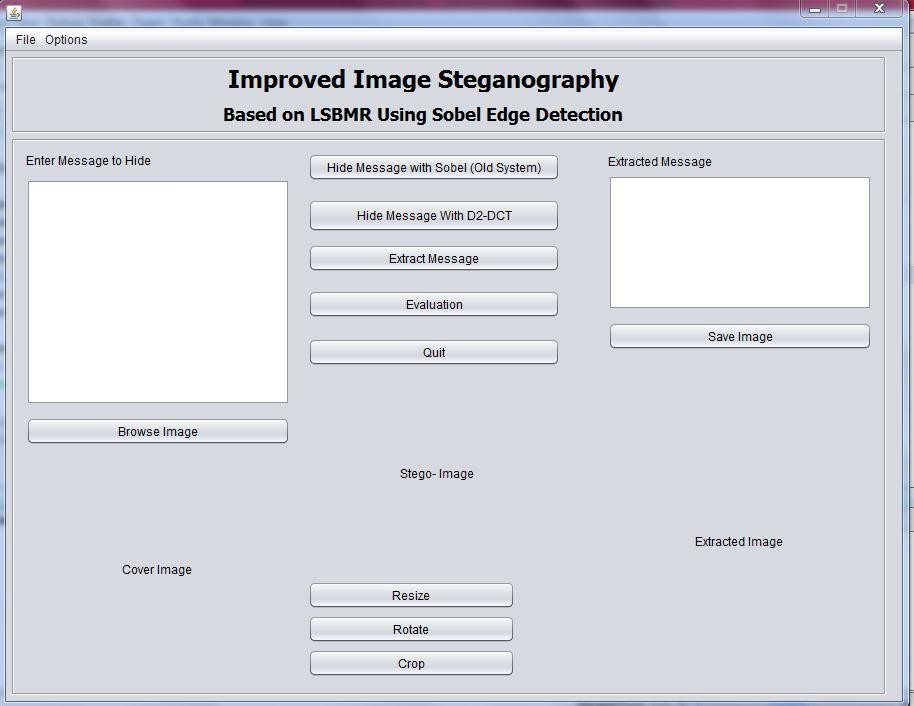 File Options
Improved Image Steganography
Based on LSBMR Using Sobel Edge Detection
Enter Message to Hide
Hide Message with Sobel (Old System)
Hide Message With D2-DCT
Extract Message
Evaluation
Quit
Extracted Message
Save Image
Browse Image
Stego- Image
Extracted Image
Cover Image
Resize
Rotate
Crop